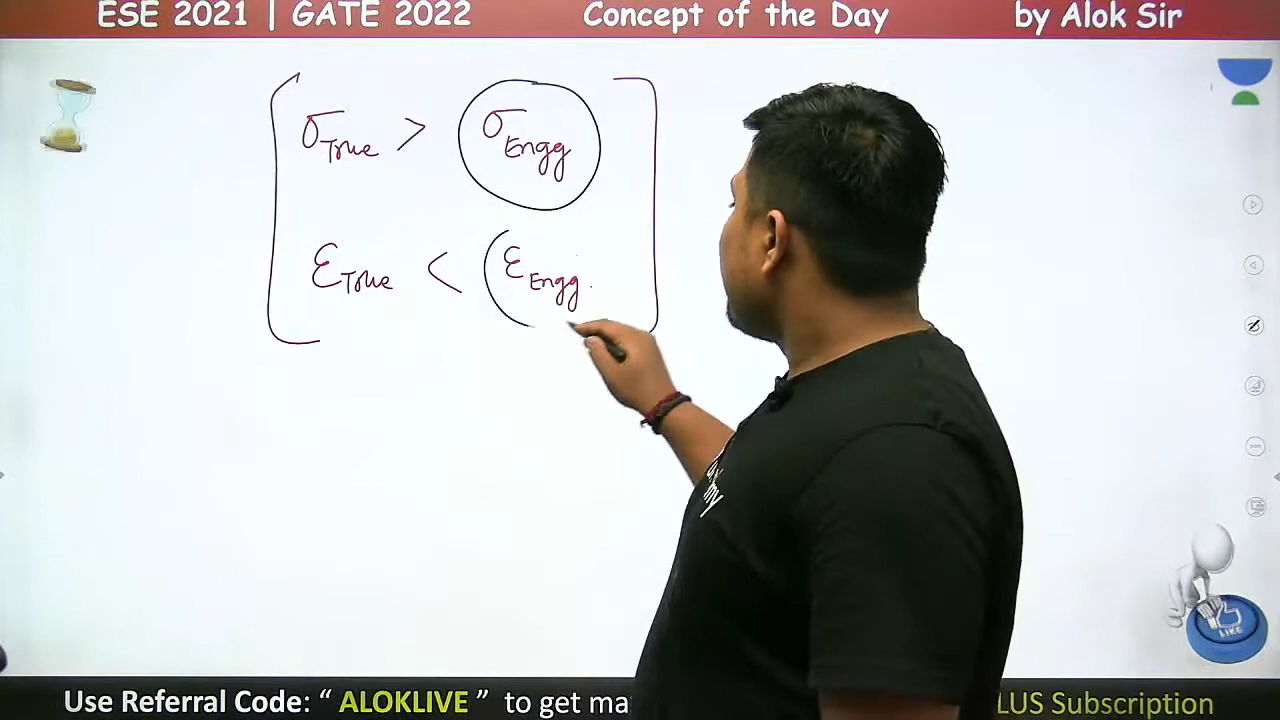 ESE 2021 | GATE 2022 Concept of the Day by Alok Sir
σTrue > σEngg
εTrue < εEngg.
Use Referral Code: “ ALOKLIVE ” to get ma
LUS Subscription
LIKE